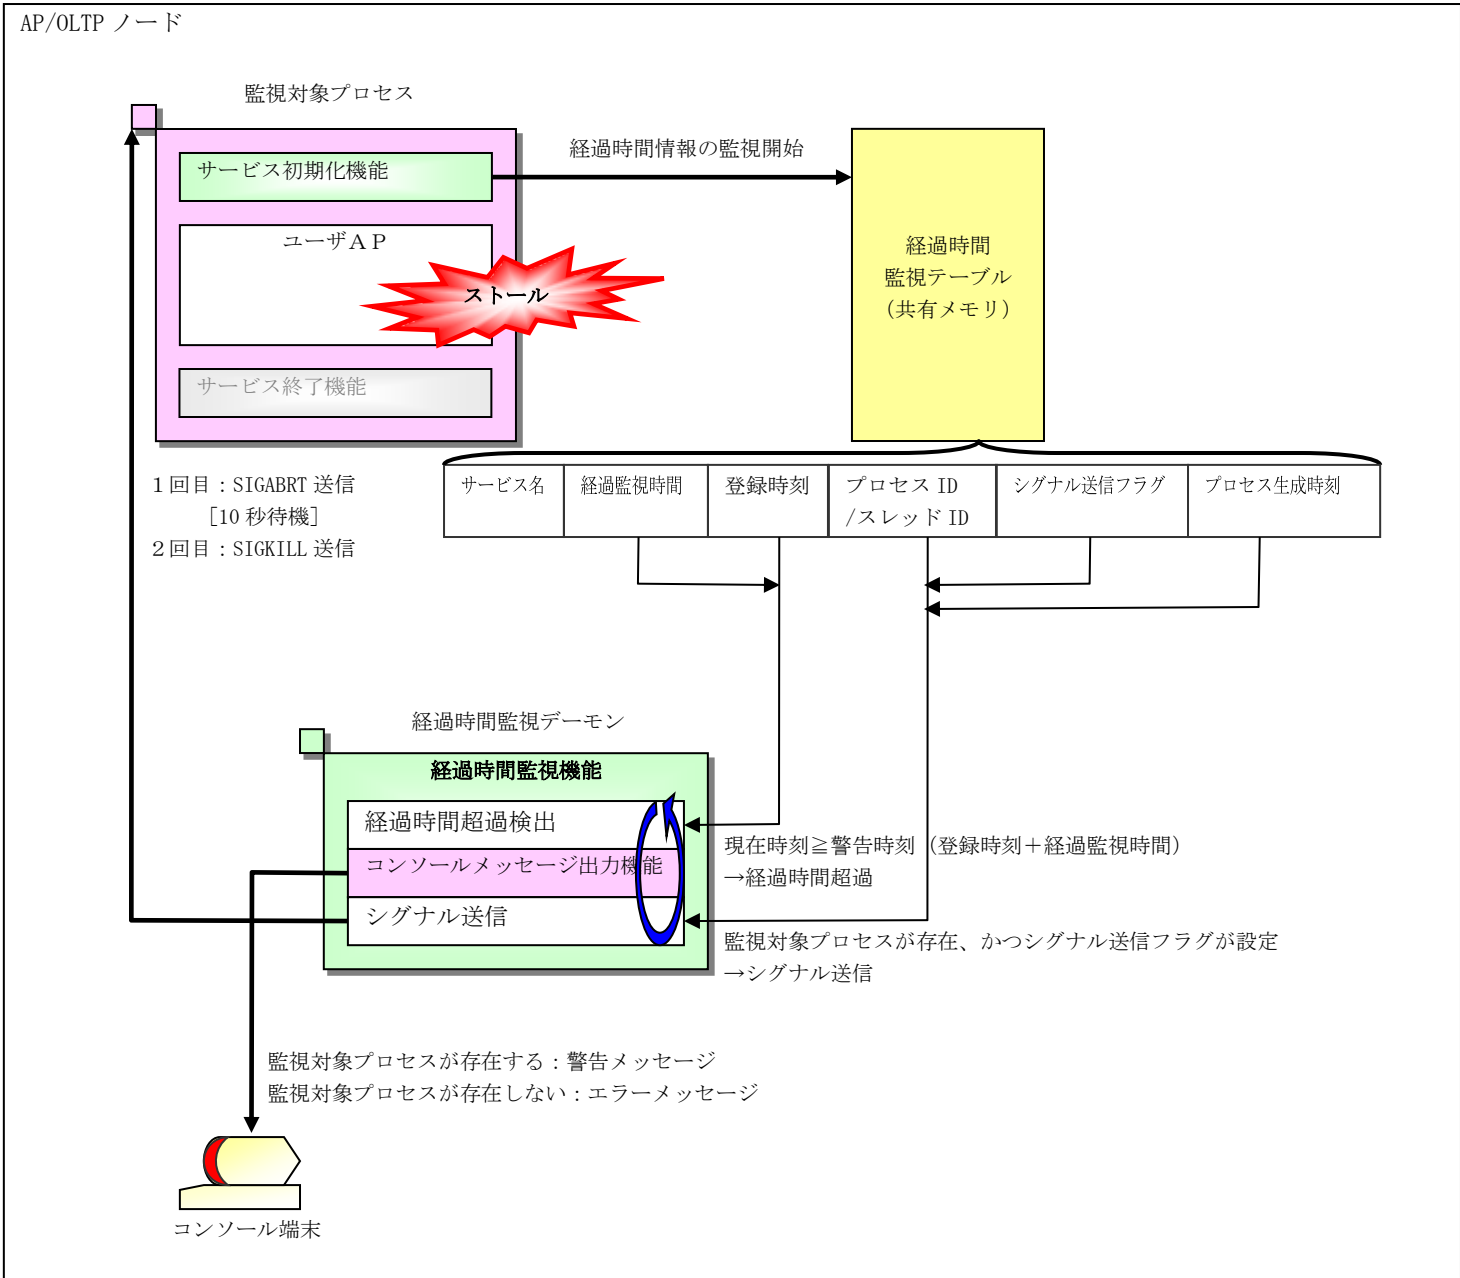 AP/OLTP ノード
監視対象プロセス
サービス初期化機能
経過時間情報の監視開始
ユーザＡＰ
ストール
サービス終了機能
経過時間
監視テーブル
（共有メモリ）
１回目：SIGABRT 送信
［10 秒待機］
２回目：SIGKILL 送信
サービス名
経過監視時間
登録時刻
プロセス ID
/スレッド ID
シグナル送信フラグ
プロセス生成時刻
経過時間監視デーモン
経過時間監視機能
経過時間超過検出
コンソールメッセージ出力機能
シグナル送信
現在時刻≧警告時刻（登録時刻＋経過監視時間）
→経過時間超過
監視対象プロセスが存在、かつシグナル送信フラグが設定
→シグナル送信
監視対象プロセスが存在する：警告メッセージ
監視対象プロセスが存在しない：エラーメッセージ
コンソール端末